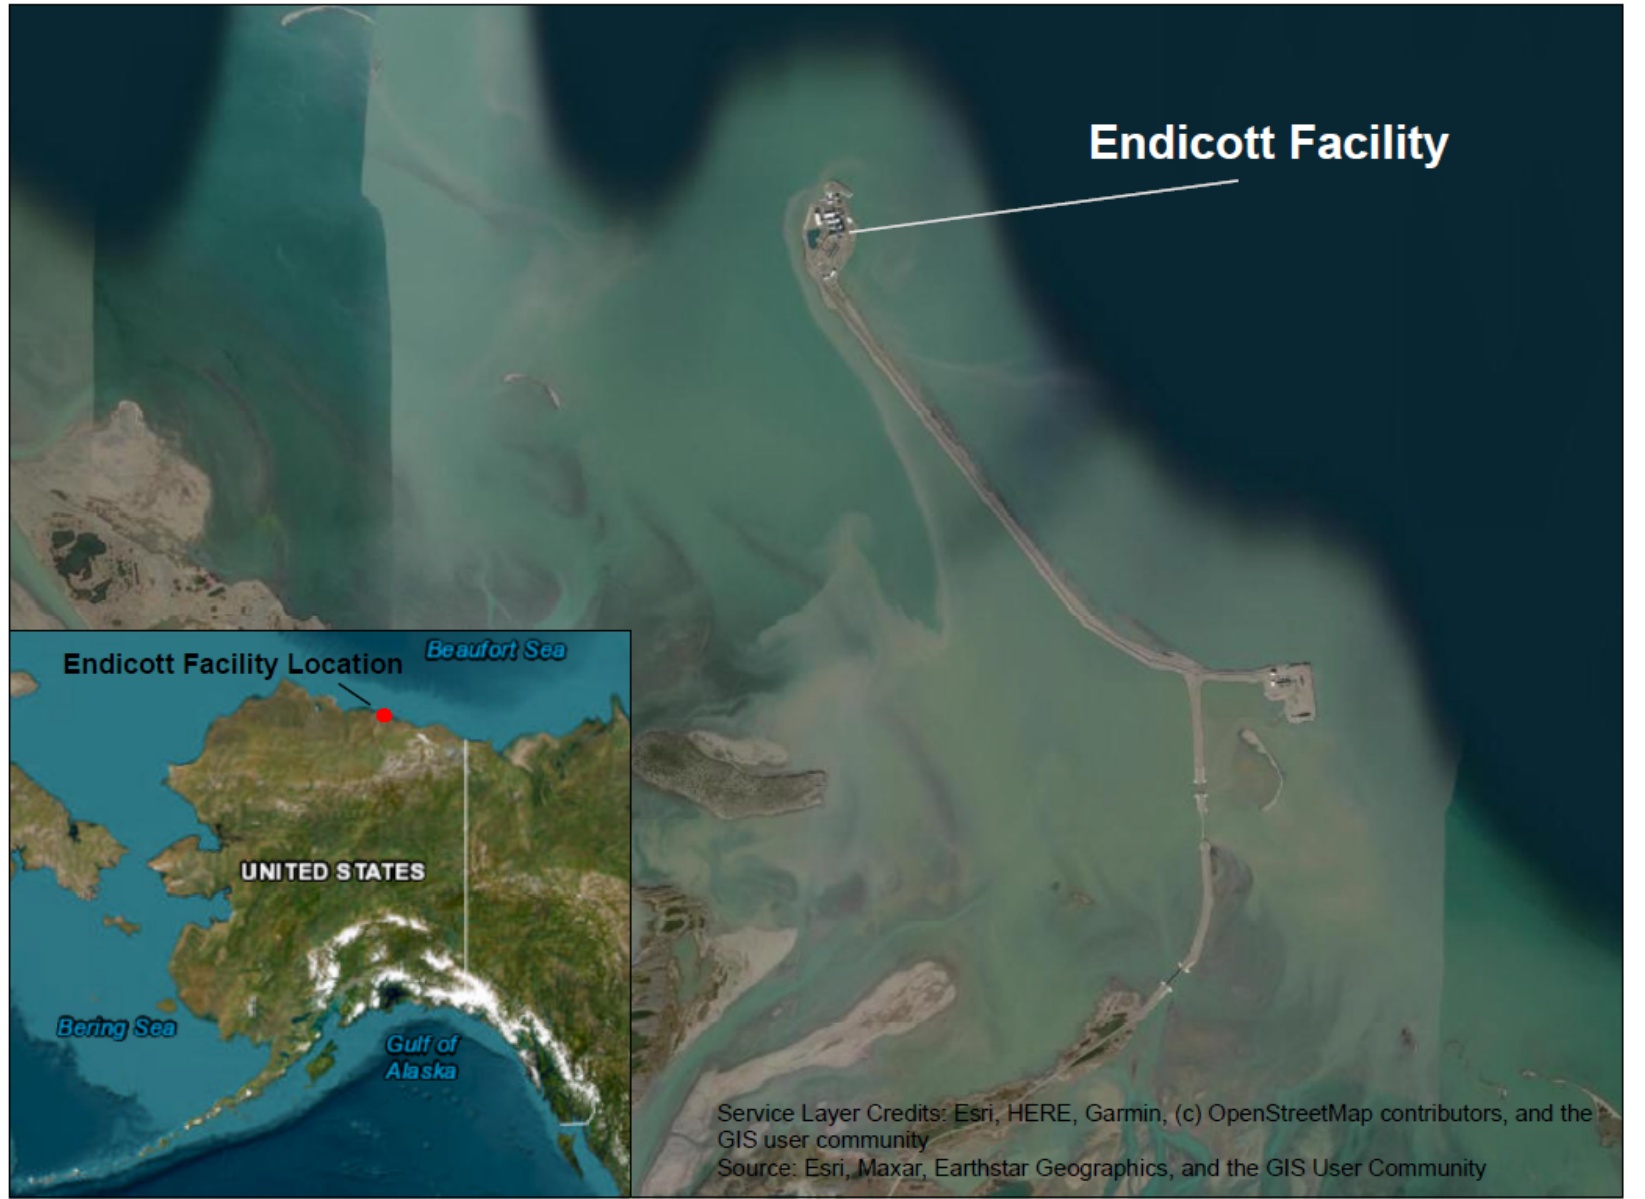 Endicott Facility
Beaufort Sea
Endicott Facility Location
UNITED STATES
Bering Sea
Gulf of
Alaska
Service Layer Credits: Esri, HERE, Garmin, (c) OpenStreetMap contributors, and the
GIS user community
Source: Esri, Maxar, Earthstar Geographics, and the GIS User Community